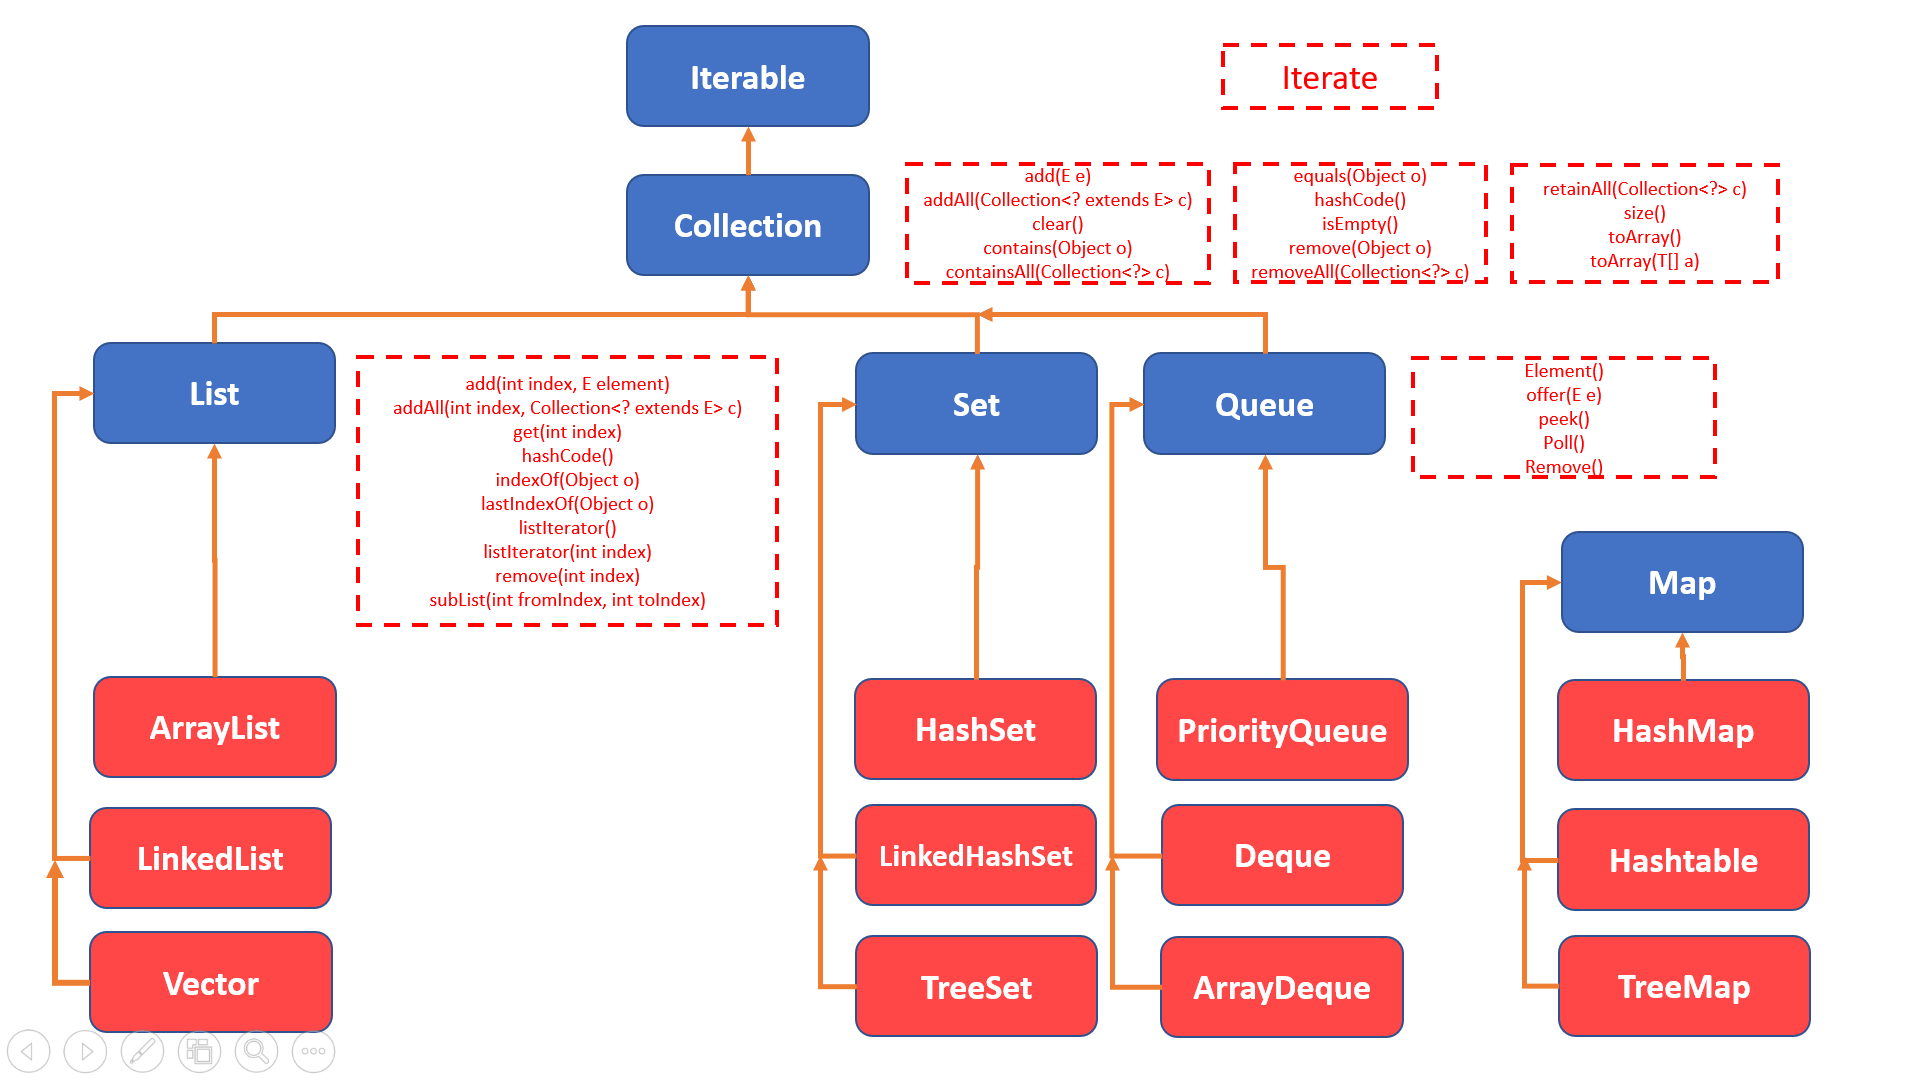 Iterable
Iterate
Collection
add(E e)
addAll(Collection<? extends E> c)
clear()
contains(Object o)
containsAll(Collection<?> c)
equals(Object o)
hashCode()
isEmpty()
remove(Object o)
removeAll(Collection<?> c)
retainAll(Collection<?> c)
size()
toArray()
toArray(T[] a)
List
add(int index, E element)
addAll(int index, Collection<? extends E> c)
get(int index)
hashCode()
indexOf(Object o)
lastIndexOf(Object o)
listIterator()
listIterator(int index)
remove(int index)
subList(int fromIndex, int toIndex)
Set
Queue
Element()
offer(E e)
peek()
Poll()
Remove()
Map
ArrayList
HashSet
PriorityQueue
HashMap
LinkedList
LinkedHashSet
Deque
Hashtable
Vector
TreeSet
ArrayDeque
TreeMap